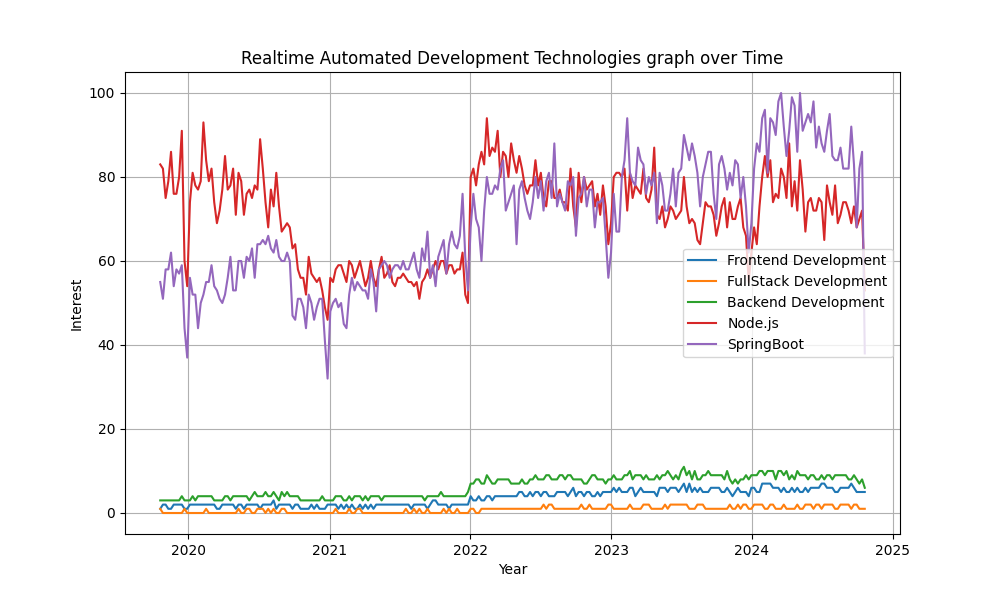 Realtime Automated Development Technologies graph over Time
100
80
60
40
20
0
Interest
Frontend Development
FullStack Development
Backend Development
Node.js
SpringBoot
2020 2021 2022 2023 2024 2025
Year